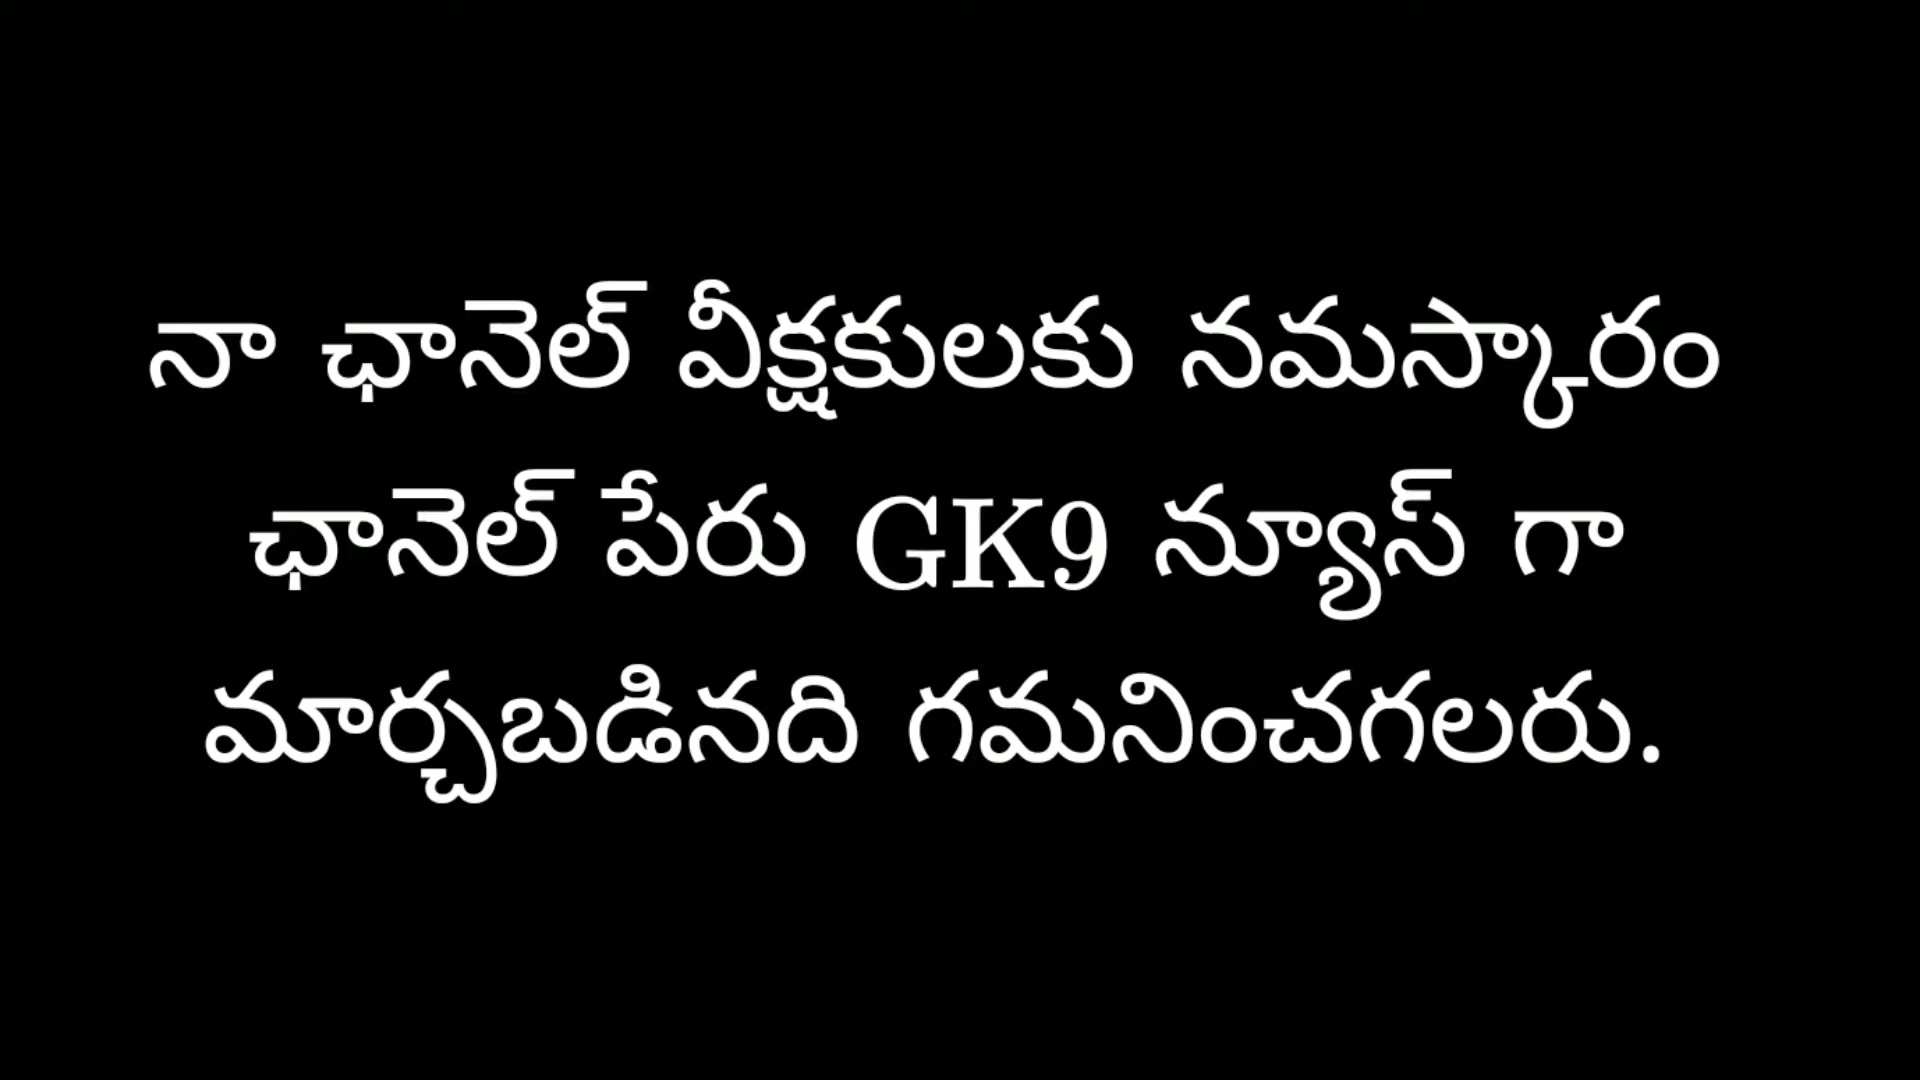 నా ఛానెల్ వీక్షకులకు నమస్కారం
ఛానెల్ పేరు GK9 న్యూస్ గా
మార్చబడినది గమనించగలరు.